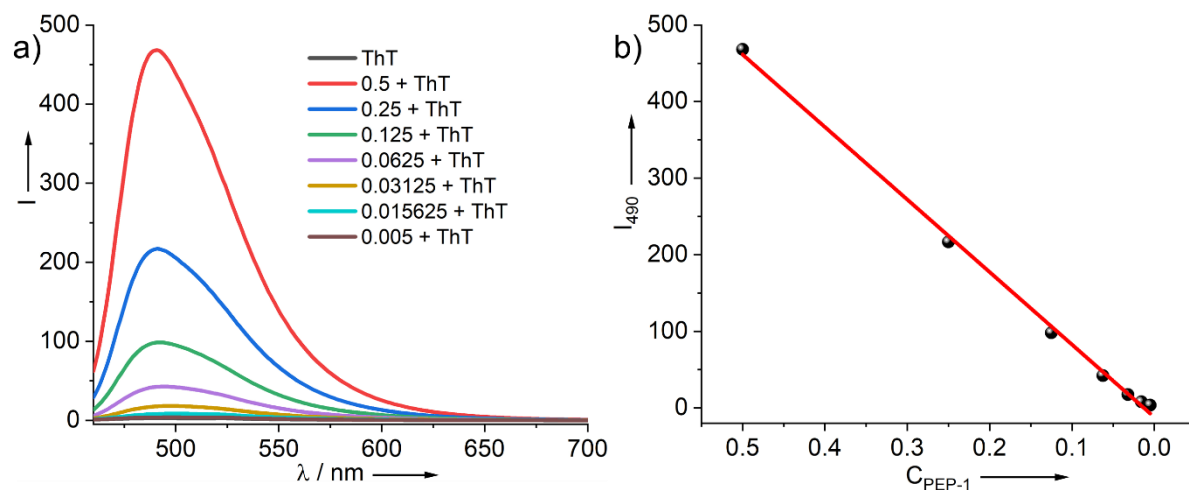 a)
500
400
300
200
100
0
I
ThT
0.5 + ThT
0.25 + ThT
0.125 + ThT
0.0625 + ThT
0.03125 + ThT
0.015625 + ThT
0.005 + ThT
500 550 600 650 700
λ / nm
b)
500
400
300
200
100
0
I490
0.5 0.4 0.3 0.2 0.1 0.0
CPEP-1